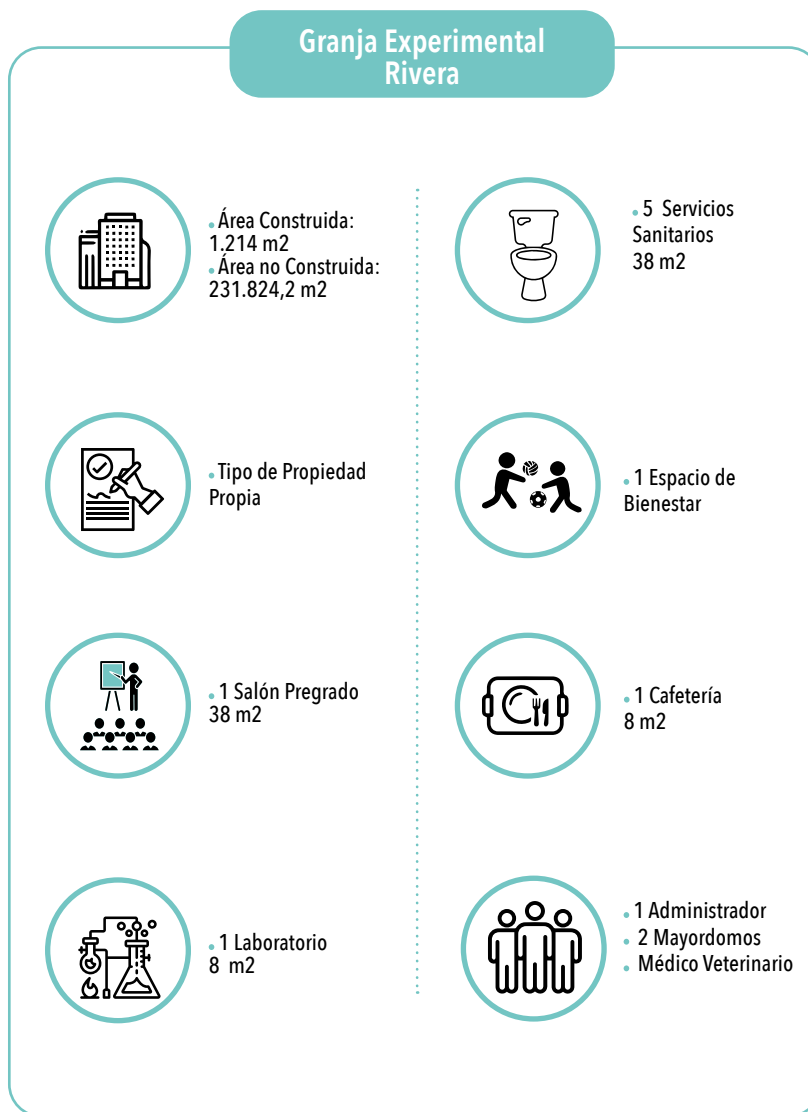 Granja Experimental
Rivera
• Área Construida:
1.214 m2
• Área no Construida:
231.824,2 m2
• Tipo de Propiedad
Propia
• 1 Salón Pregrado
38 m2
• 1 Laboratorio
8 m2
• 5 Servicios
Sanitarios
38 m2
• 1 Espacio de
Bienestar
• 1 Cafetería
8 m2
• 1 Administrador
• 2 Mayordomos
• Médico Veterinario